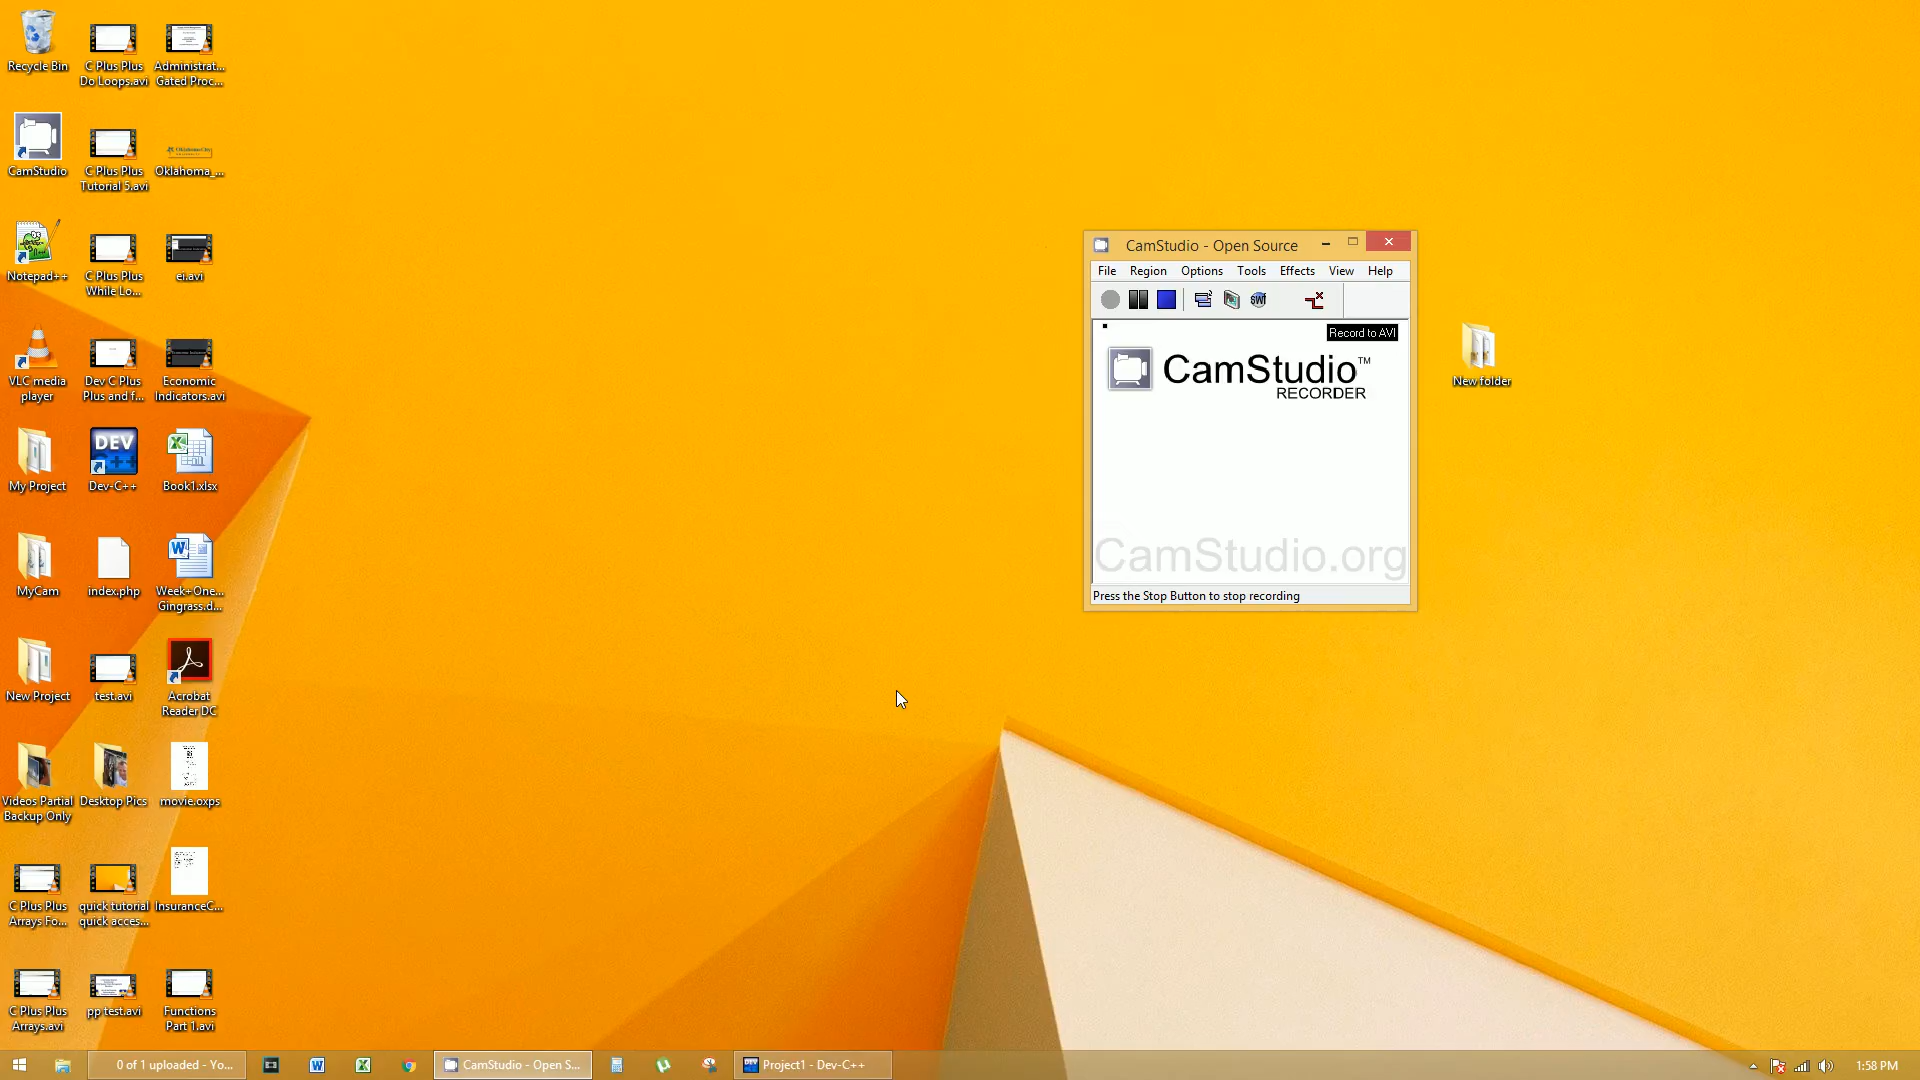 Recycle Bin
C Plus Plus
Do Loops.avi
Administrat...
Gated Proc...
CamStudio
C Plus Plus
Tutorial 5.avi
OklahomaCity
Oklahoma_...
Notepad++
C Plus Plus
While Lo...
ei.avi
VLC media
player
Dev C Plus
Plus and f...
Economic
Indicators.avi
My Project
DEV
C++
Dev-C++
Book1.xlsx
MyCam
index.php
Week+One...
Gingrass.d...
New Project
test.avi
Acrobat
Reader DC
Videos Partial
Backup Only
Desktop Pics
movie.oxps
C Plus Plus
Arrays Fo...
quick tutorial
quick acces...
InsuranceC...
C Plus Plus
Arrays.avi
pp test.avi
Functions
Part 1.avi
CamStudio - Open Source
File Region Options Tools Effects View Help
SWF
Record to AVI
CamStudio™
RECORDER
CamStudio.org
Press the Stop Button to stop recording
New folder
0 of 1 uploaded - Yo...
CamStudio - Open S...
DEV
Project1 - Dev-C++
1:58 PM